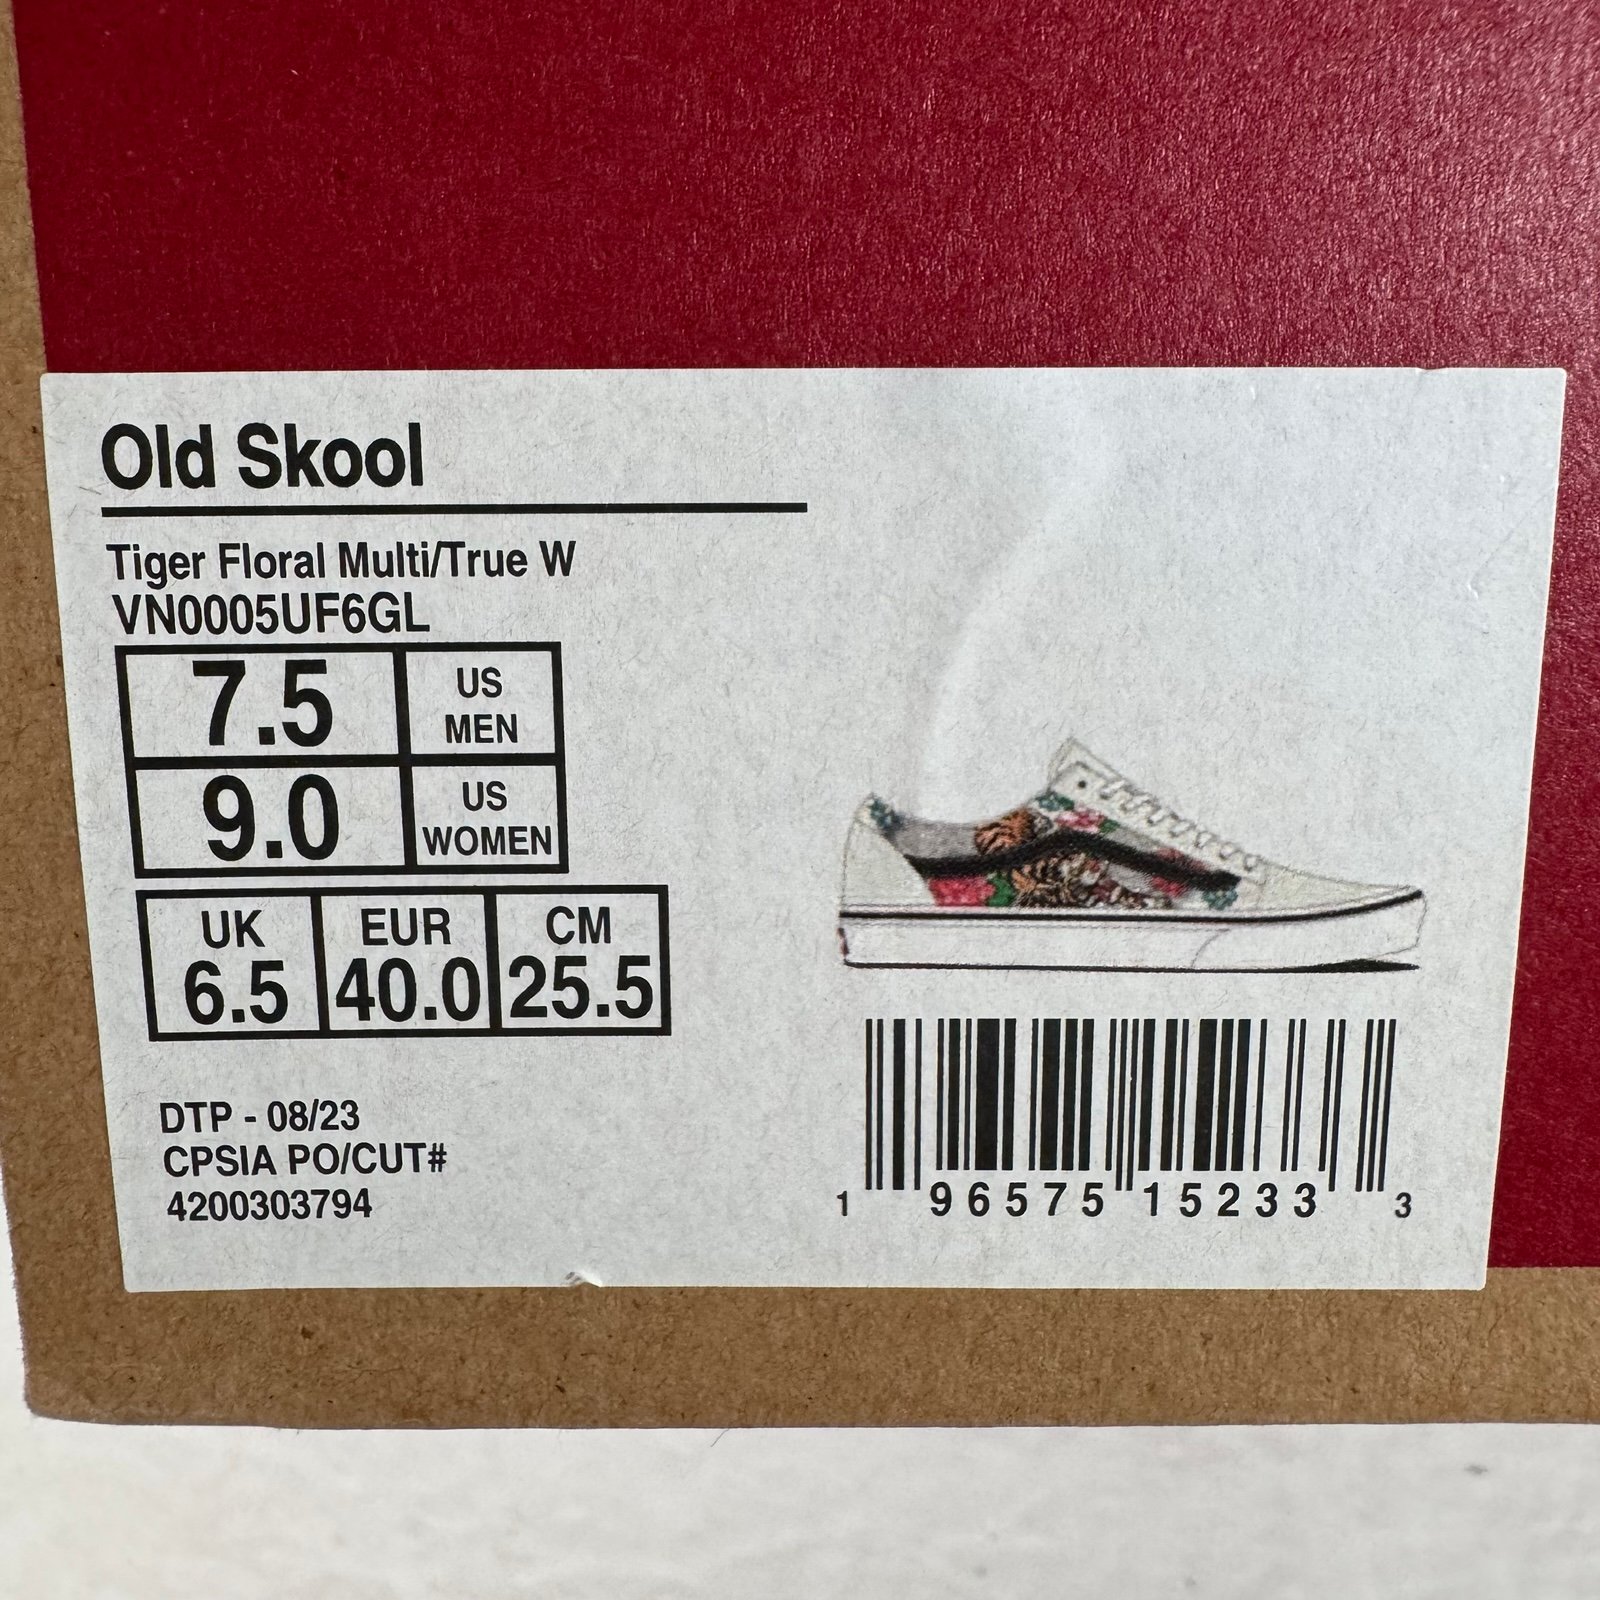 Old Skool
Tiger Floral Multi/True W
VN0005UF6GL
7.5 US MEN
9.0 US WOMEN
UK EUR CM
6.5 40.0 25.5
DTP - 08/23
CPSIA PO/CUT#
4200303794
1 96575 15233 3